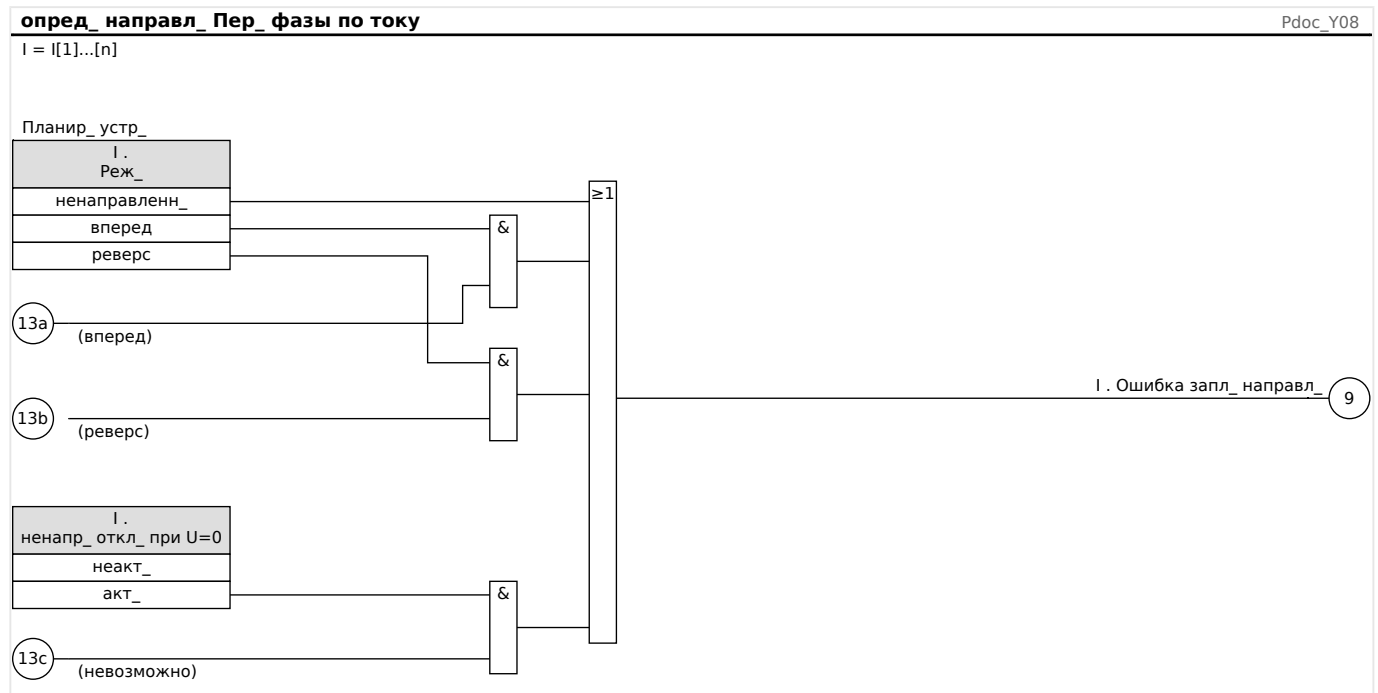 опред_ направл_ Пер_ фазы по току
Pdoc_Y08
I = I[1]...[n]
Планир_ устр_
I .
Реж_
ненаправленн_
вперед
реверс
≥1
&
13a
(вперед)
&
13b
(реверс)
I . Ошибка запл_ направл_
9
I .
ненапр_ откл_ при U=0
неакт_
акт_
&
13c
(невозможно)